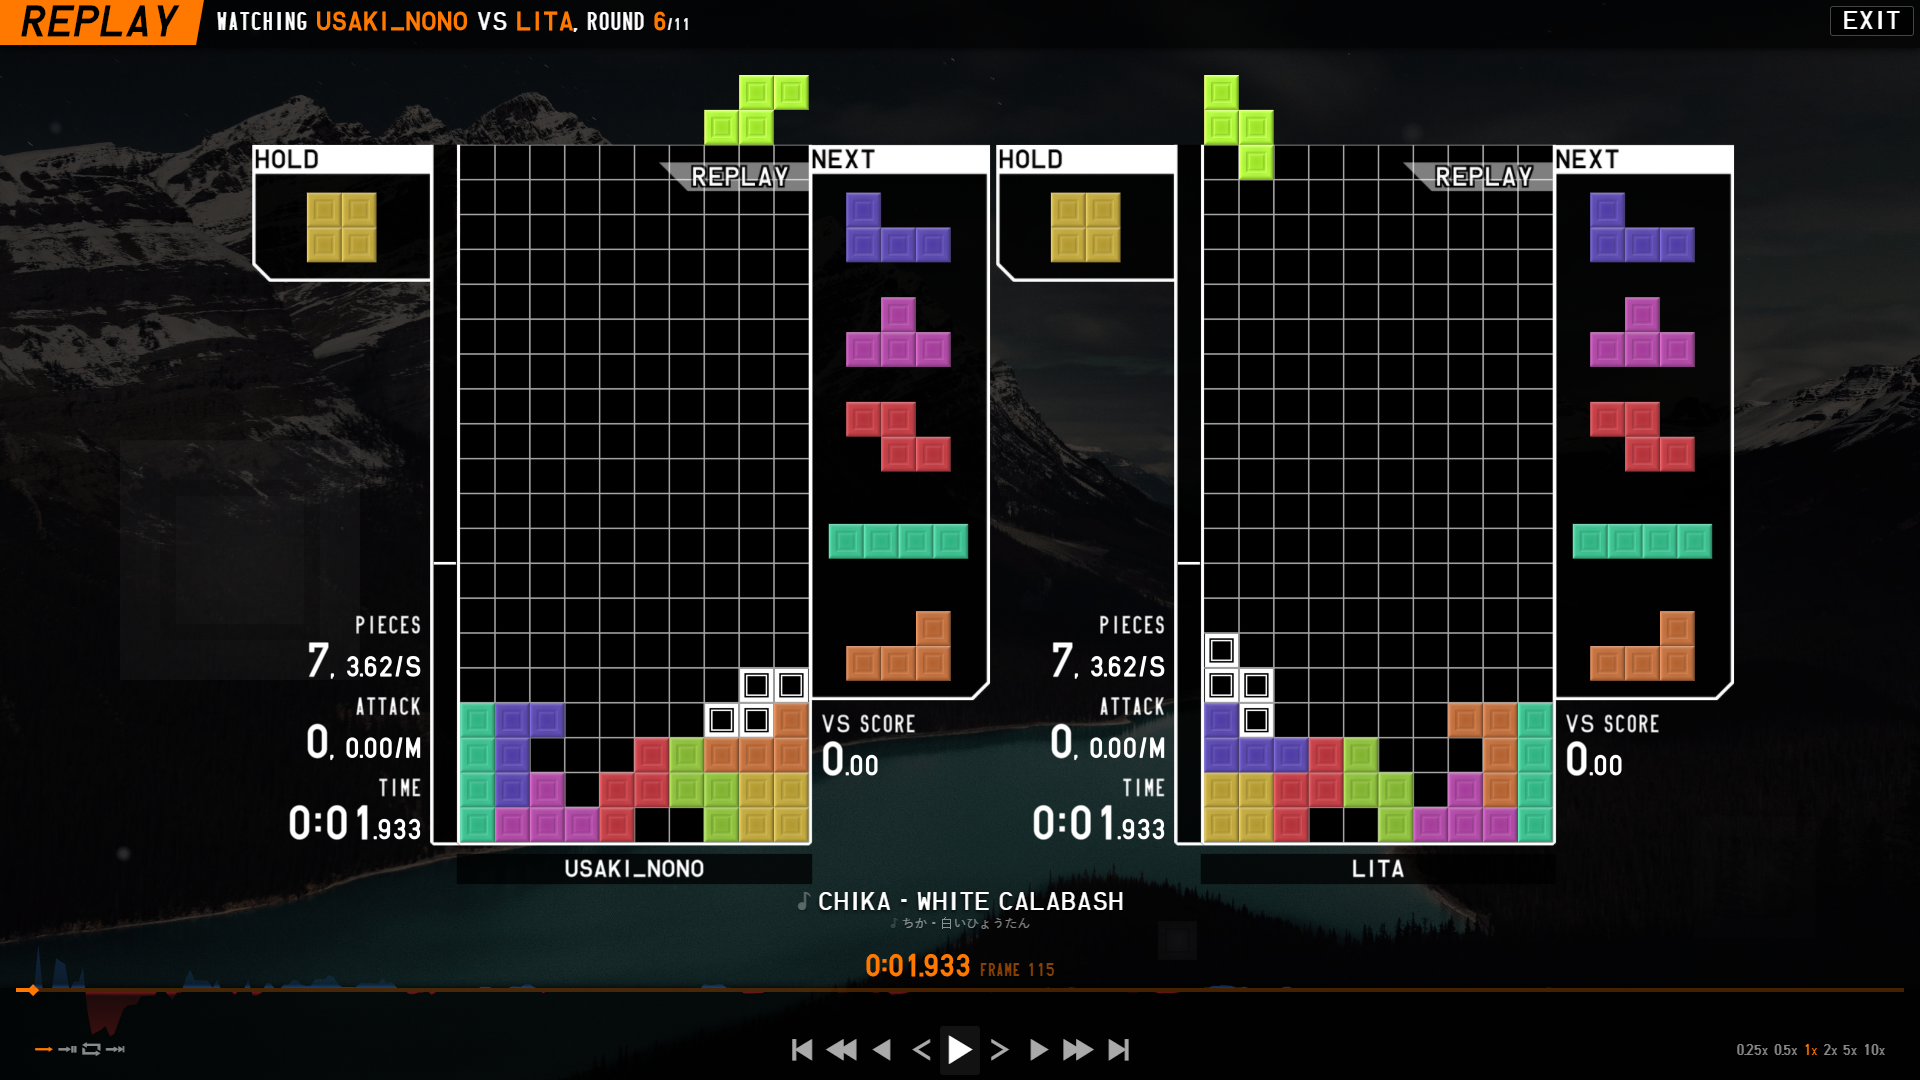 REPLAY WATCHING USAKI_NONO VS LITA, ROUND 6/11
EXIT
HOLD
REPLAY
NEXT
PIECES
7, 3.62/S
ATTACK
0, 0.00/M
TIME
0:01.933
VS SCORE
0.00
USAKI_NONO
HOLD
REPLAY
NEXT
PIECES
7, 3.62/S
ATTACK
0, 0.00/M
TIME
0:01.933
VS SCORE
0.00
LITA
♪ CHIKA - WHITE CALABASH
♪ ちか - 白いひょうたん
0:01.933 FRAME 115
0.25x 0.5x 1x 2x 5x 10x